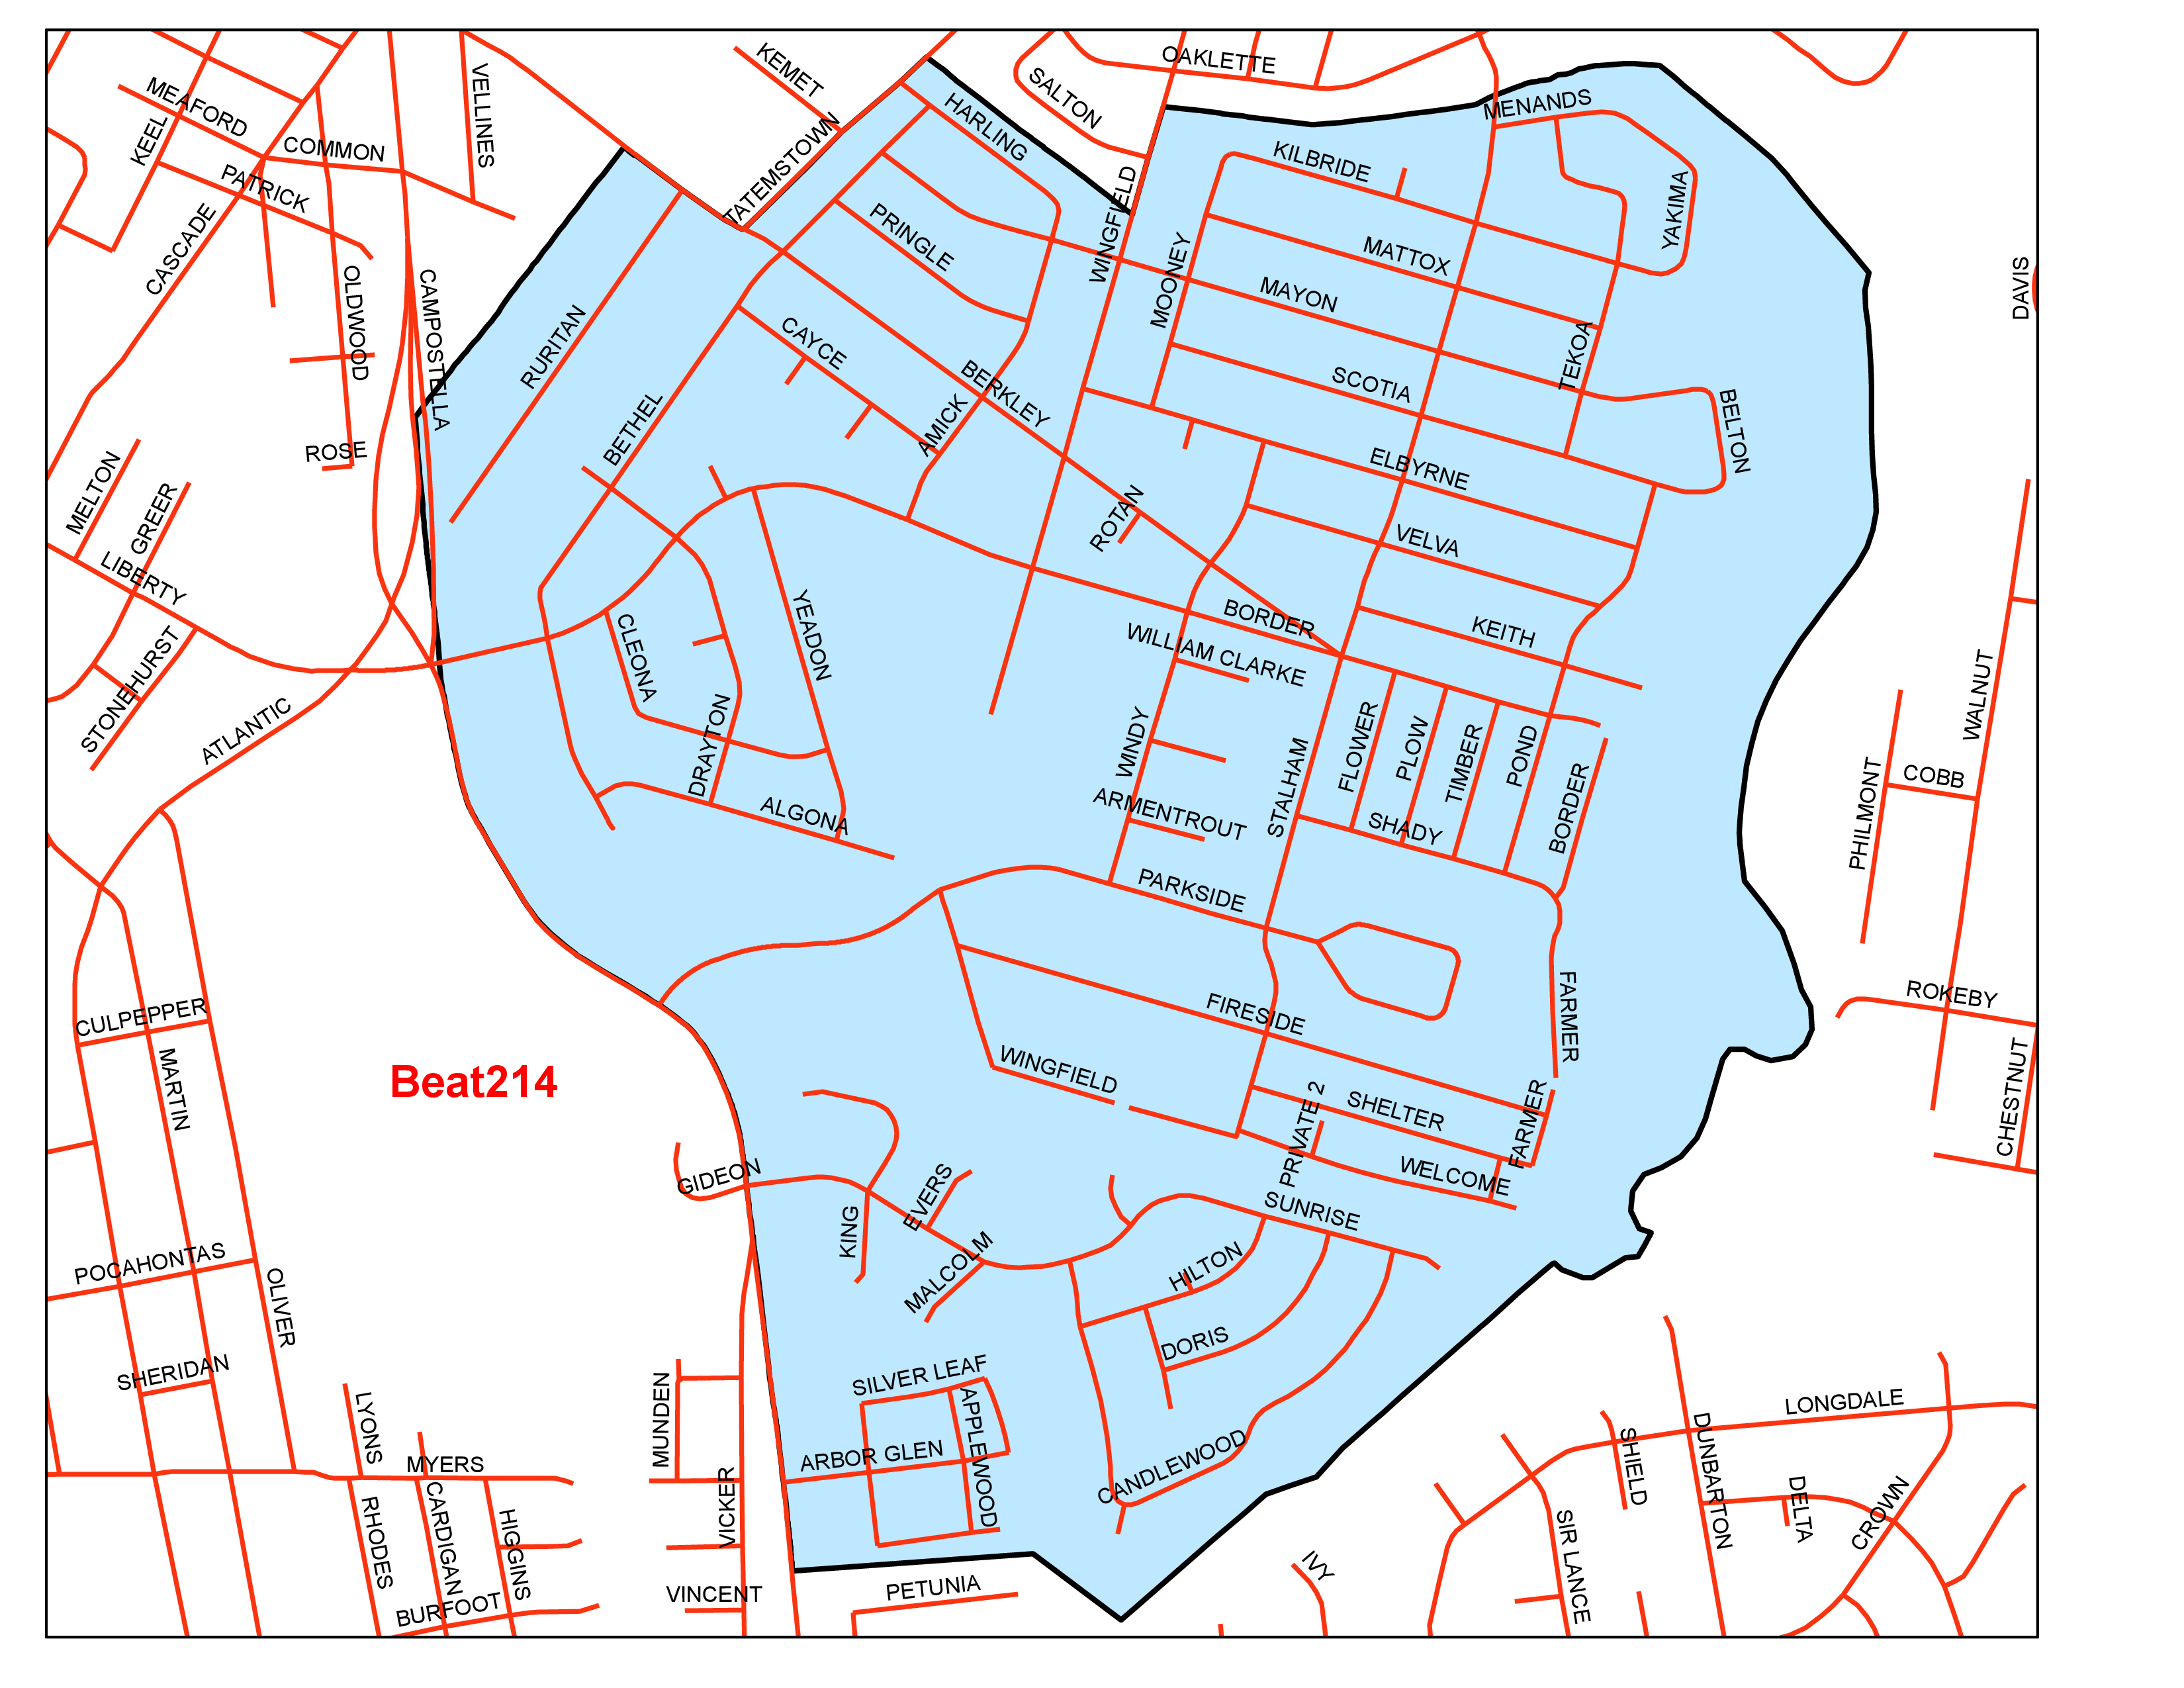 KEMET
OAKLETTE
VELLINES
SALTON
MEAFORD
HARLING
MENANDS
KEEL
COMMON
TATEMSTOWN
KILBRIDE
PATRICK
WINGFIELD
YAKIMA
CASCADE
PRINGLE
MATTOX
MOONEY
DAVIS
OLDWOOD
CAMPOSTELLA
MAYON
RURITAN
CAYCE
TEKOA
BERKLEY
SCOTIA
BETHEL
AMICK
BELTON
ROSE
ELBYRNE
MELTON
GREER
ROTAN
VELVA
LIBERTY
YEADON
BORDER
KEITH
CLEONA
WILLIAM CLARKE
STONEHURST
WALNUT
ATLANTIC
DRAYTON
WINDY
FLOWER
PLOW
TIMBER
POND
STALHAM
BORDER
COBB
PHILMONT
ALGONA
ARMENTROUT
SHADY
PARKSIDE
CULPEPPER
FIRESIDE
FARMER
ROKEBY
MARTIN
Beat214
WINGFIELD
SHELTER
PRIVATE 2
FARMER
CHESTNUT
GIDEON
EVERS
WELCOME
KING
SUNRISE
POCAHONTAS
MALCOLM
HILTON
OLIVER
DORIS
SHERIDAN
SILVER LEAF
LYONS
MUNDEN
APPLEWOOD
LONGDALE
MYERS
ARBOR GLEN
CANDLEWOOD
SHIELD
DUNBARTON
VICKER
DELTA
CROWN
RHODES
CARDIGAN
HIGGINS
SIR LANCE
IVY
VINCENT
PETUNIA
BURFOOT